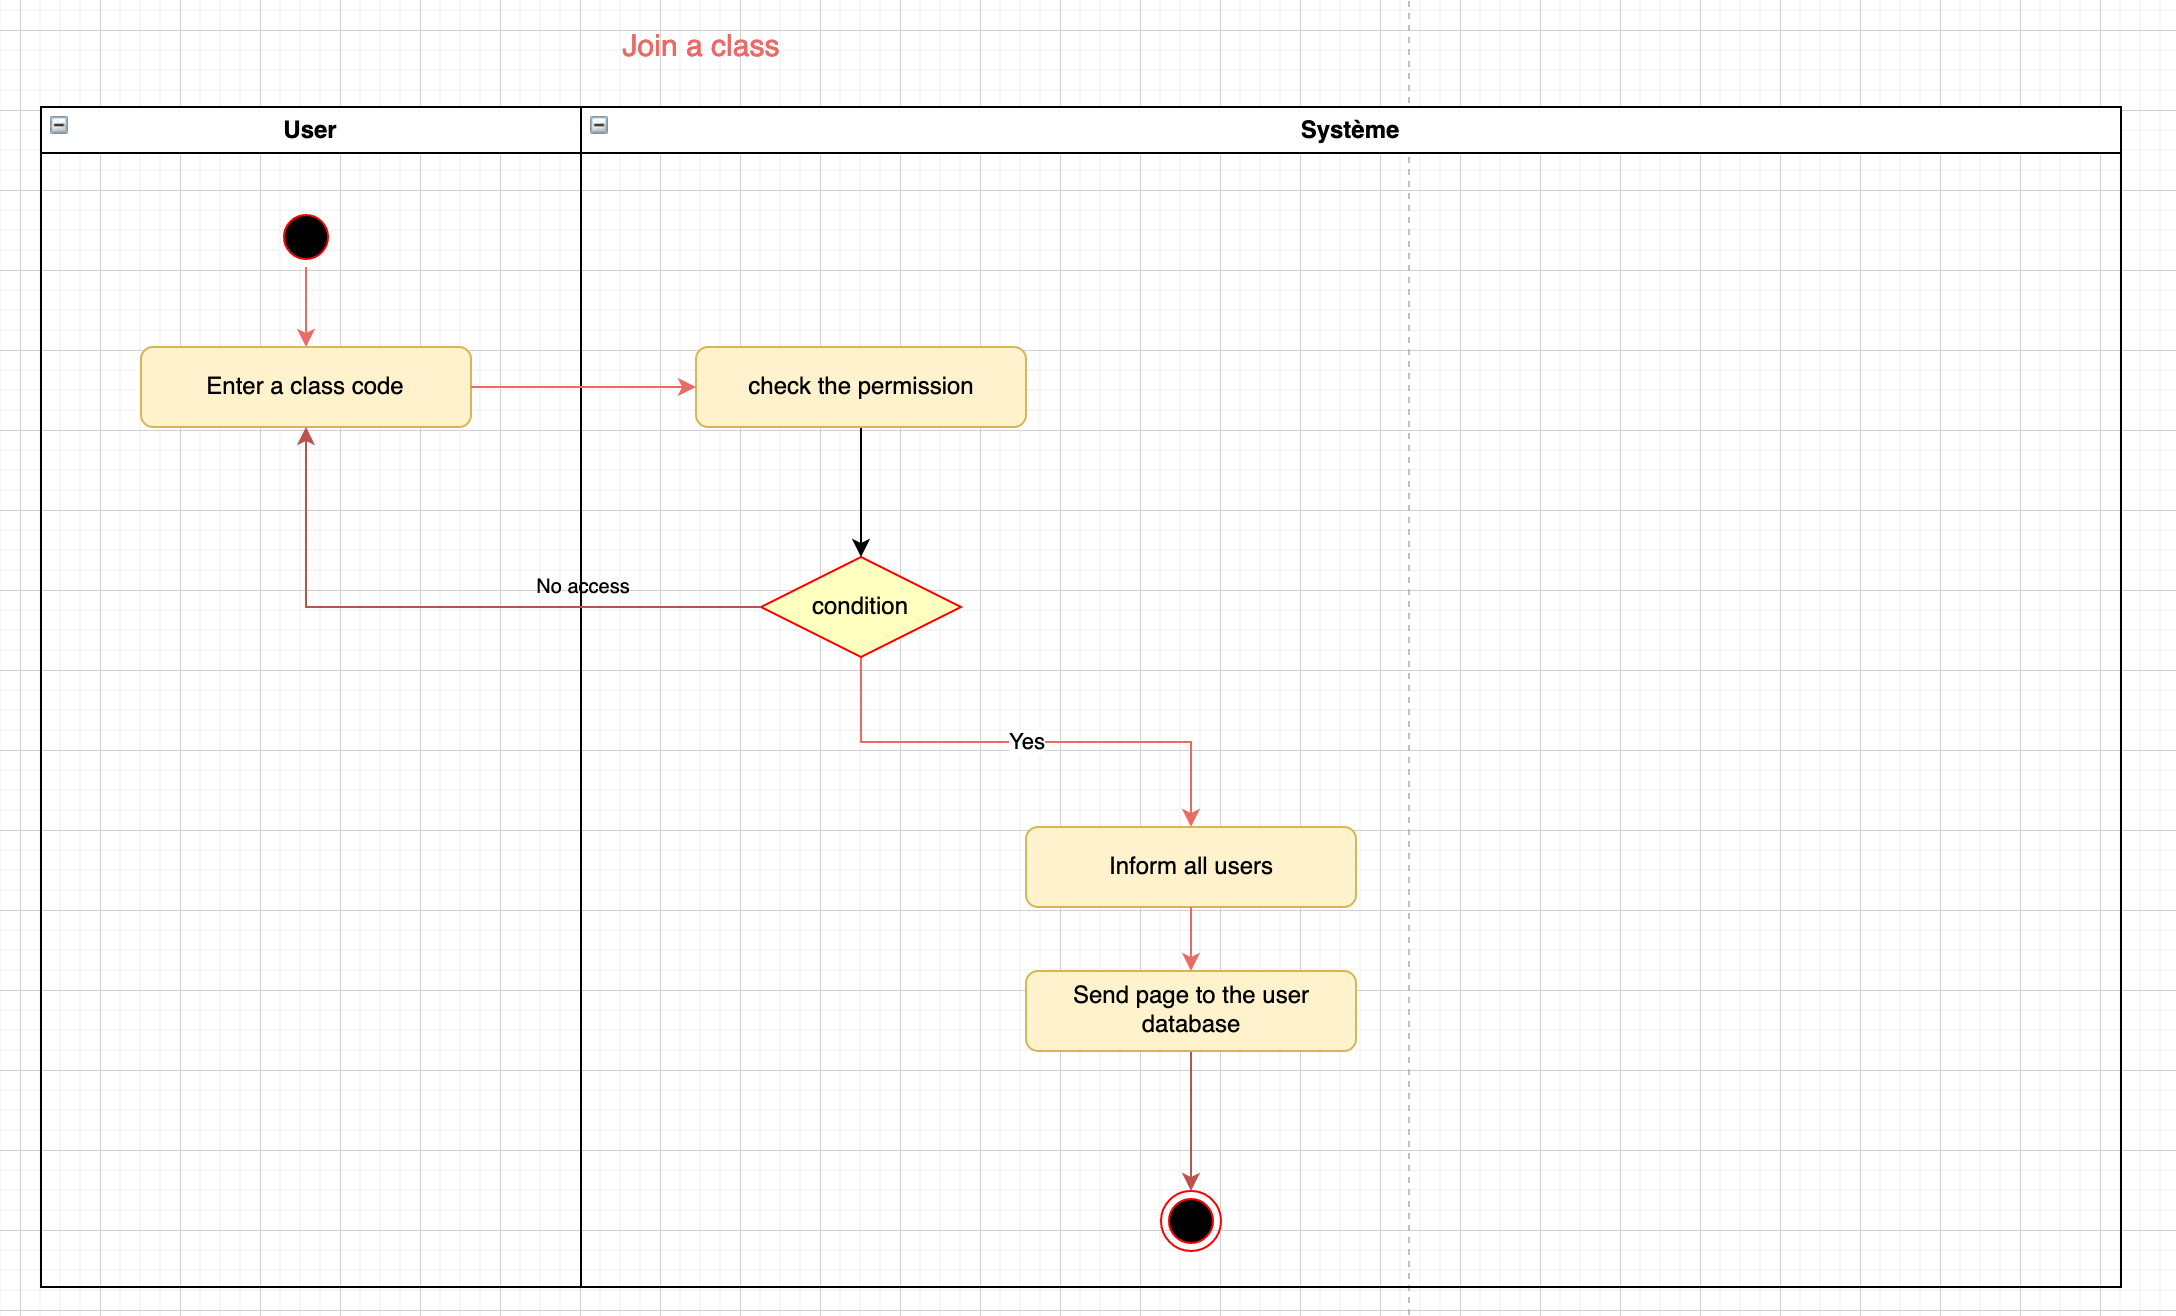 Join a class
User
Système
Enter a class code
check the permission
No access
condition
Yes
Inform all users
Send page to the user
database